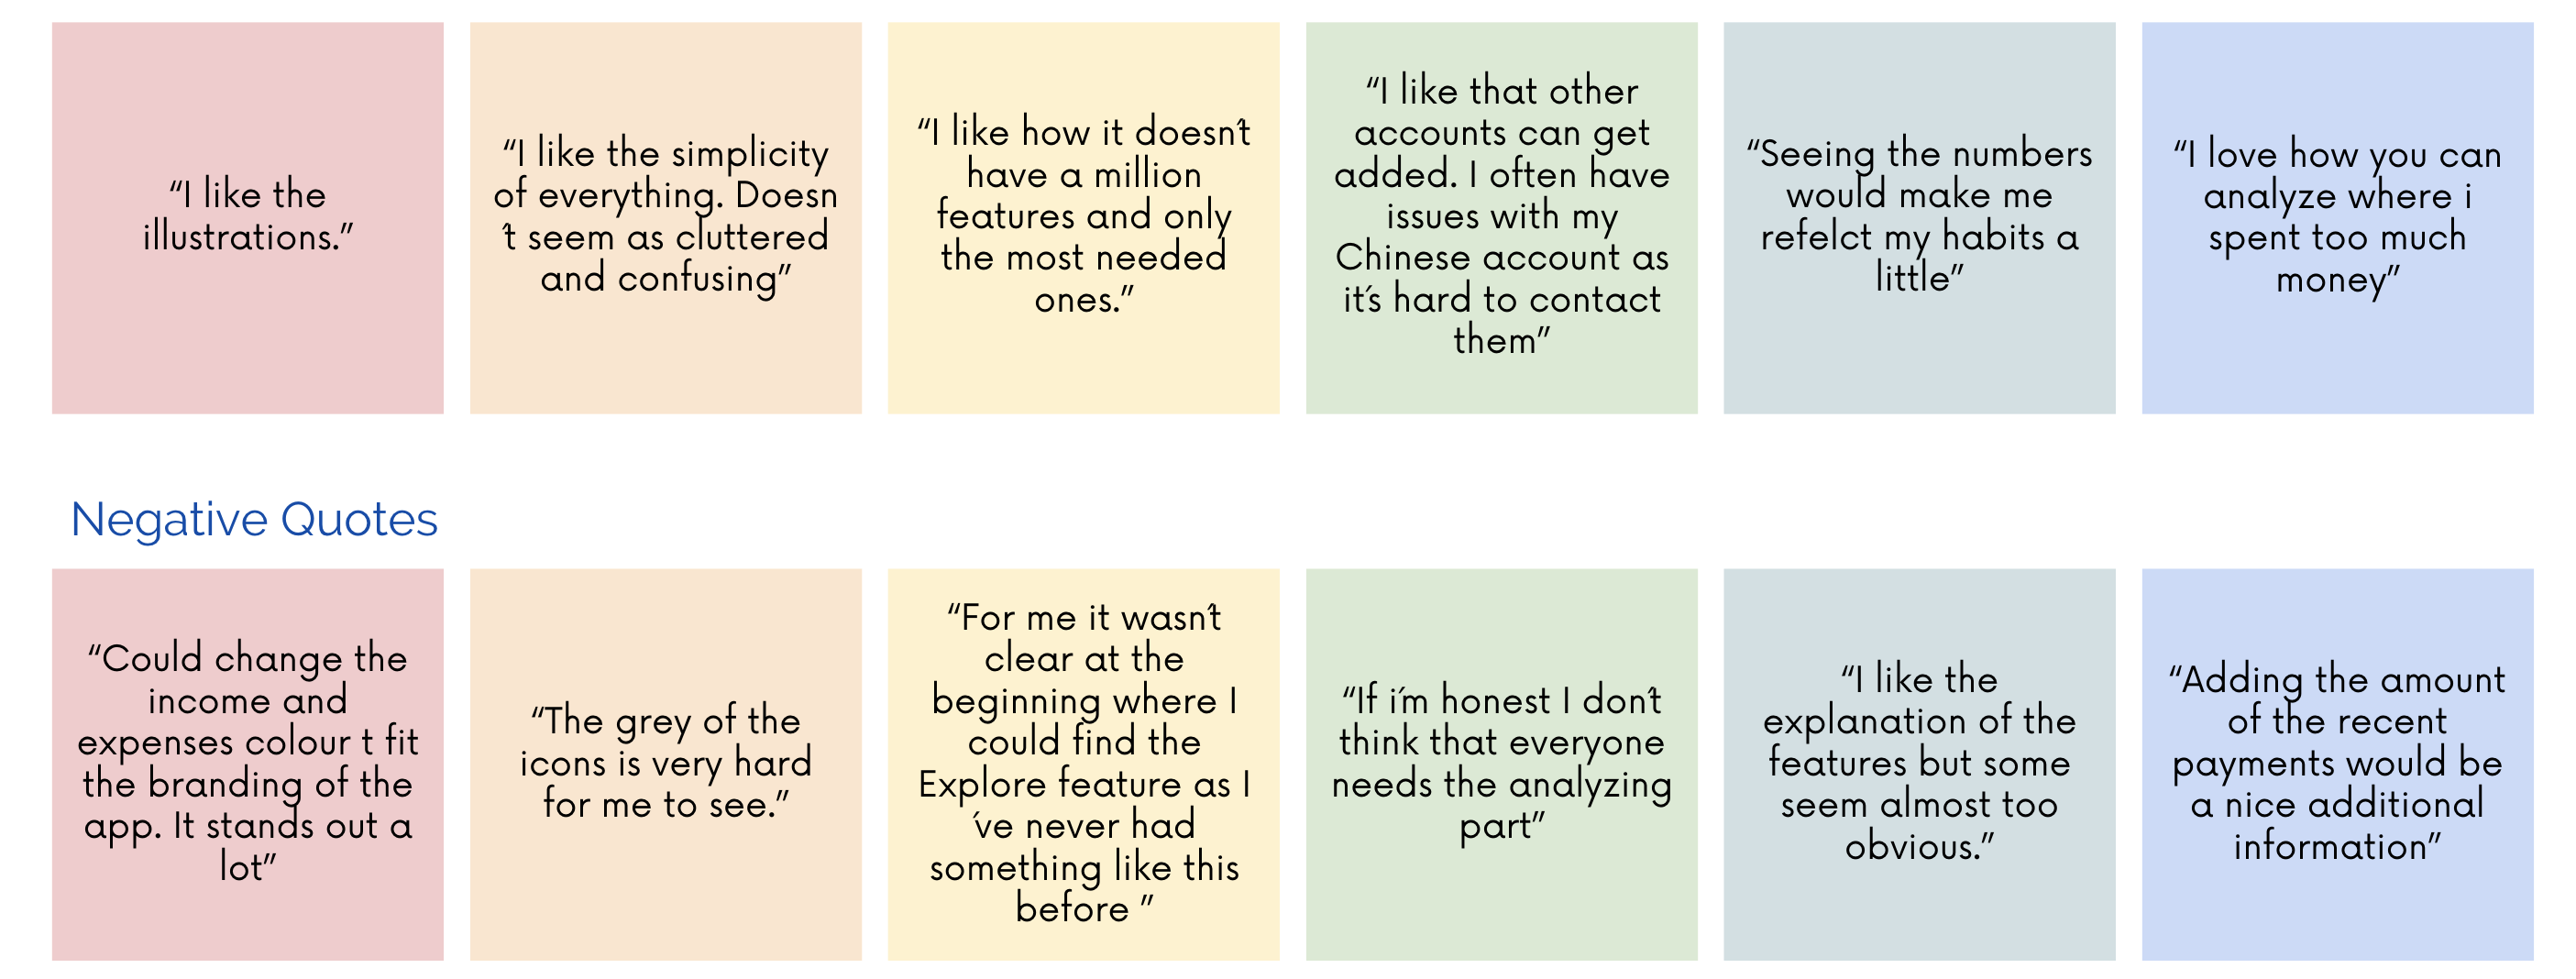 “I like the
illustrations.”
“I like the simplicity
of everything. Doesn
´t seem as cluttered
and confusing”
“I like how it doesn´t
have a million
features and only
the most needed
ones.”
“I like that other
accounts can get
added. I often have
issues with my
Chinese account as
it´s hard to contact
them”
“Seeing the numbers
would make me
refelct my habits a
little”
“I love how you can
analyze where i
spent too much
money”
Negative Quotes
“Could change the
income and
expenses colour t fit
the branding of the
app. It stands out a
lot”
“The grey of the
icons is very hard
for me to see.”
“For me it wasn´t
clear at the
beginning where I
could find the
Explore feature as I
´ve never had
something like this
before ”
“If i´m honest I don´t
think that everyone
needs the analyzing
part”
“I like the
explanation of the
features but some
seem almost too
obvious.”
“Adding the amount
of the recent
payments would be
a nice additional
information”